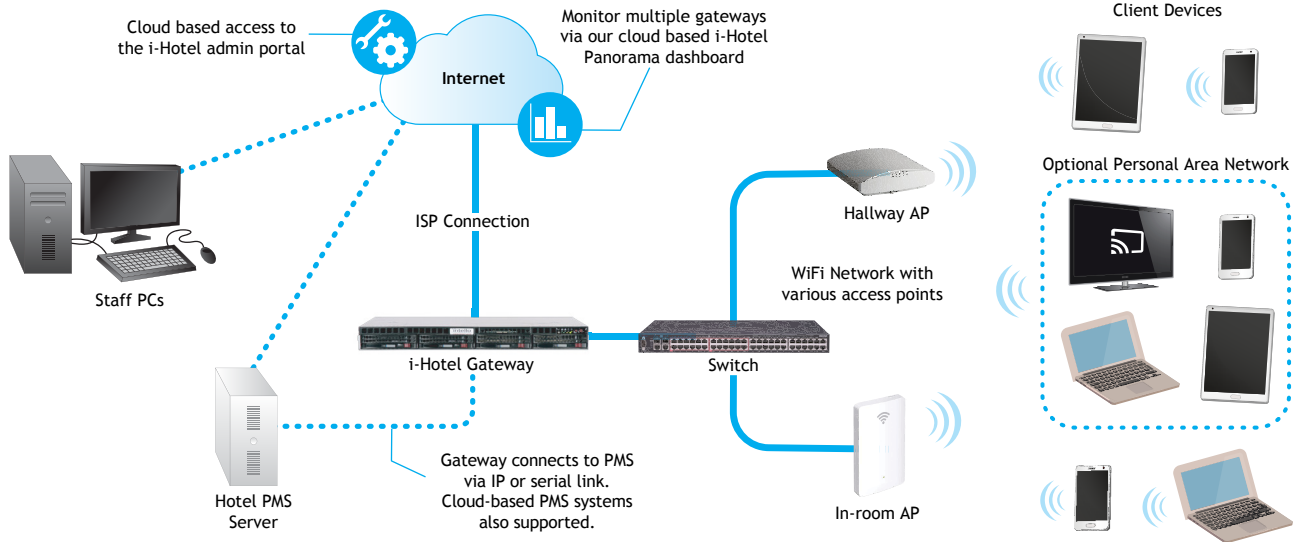 Cloud based access to
the i-Hotel admin portal
Internet
Monitor multiple gateways
via our cloud based i-Hotel
Panorama dashboard
Client Devices
Optional Personal Area Network
Staff PCs
ISP Connection
Hallway AP
WiFi Network with
various access points
i-Hotel Gateway
Switch
Gateway connects to PMS
via IP or serial link.
Cloud-based PMS systems
also supported.
Hotel PMS
Server
In-room AP